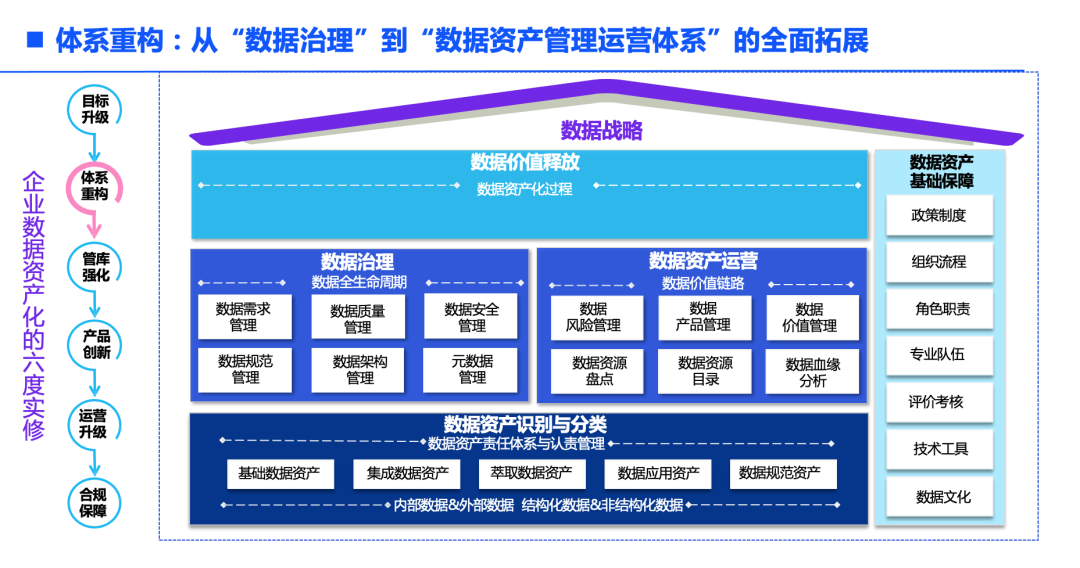 体系重构：从“数据治理”到“数据资产管理运营体系”的全面拓展
企业数据资产化的六度实修
目标
升级
体系
重构
管库
强化
产品
创新
运营
升级
合规
保障
数据战略
数据价值释放
数据资产化过程
数据治理
数据全生命周期
数据需求
管理
数据质量
管理
数据安全
管理
数据规范
管理
数据架构
管理
元数据
管理
数据资产运营
数据价值链路
数据
风险管理
数据
产品管理
数据
价值管理
数据资源
盘点
数据资源
目录
数据血缘
分析
数据资产识别与分类
数据资产责任体系与认责管理
基础数据资产
集成数据资产
萃取数据资产
数据应用资产
数据规范资产
内部数据&外部数据 结构化数据&非结构化数据
数据资产
基础保障
政策制度
组织流程
角色职责
专业队伍
评价考核
技术工具
数据文化